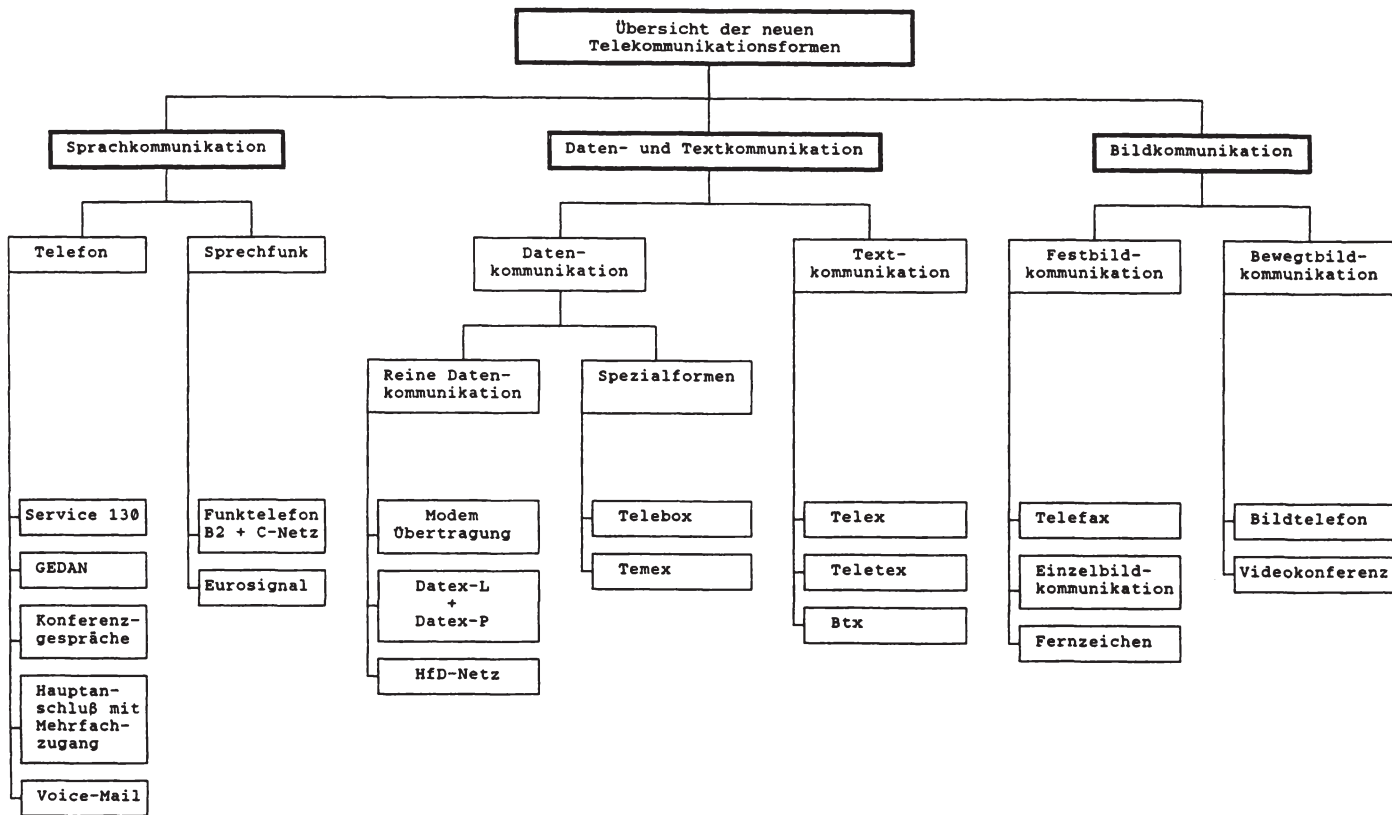 Übersicht der neuen
Telekommunikationsformen
Sprachkommunikation
Daten- und Textkommunikation
Bildkommunikation
Telefon
Sprechfunk
Daten-
kommunikation
Text-
kommunikation
Festbild-
kommunikation
Bewegtbild-
kommunikation
Reine Daten-
kommunikation
Spezialformen
Service 130
GEDAN
Konferenz-
gespräche
Hauptan-
schluß mit
Mehrfach-
zugang
Voice-Mail
Funktelefon
B2 + C-Netz
Eurosignal
Modem
Übertragung
Datex-L
+
Datex-P
HfD-Netz
Telebox
Temex
Telex
Teletex
Btx
Telefax
Einzelbild-
kommunikation
Fernzeichen
Bildtelefon
Videokonferenz